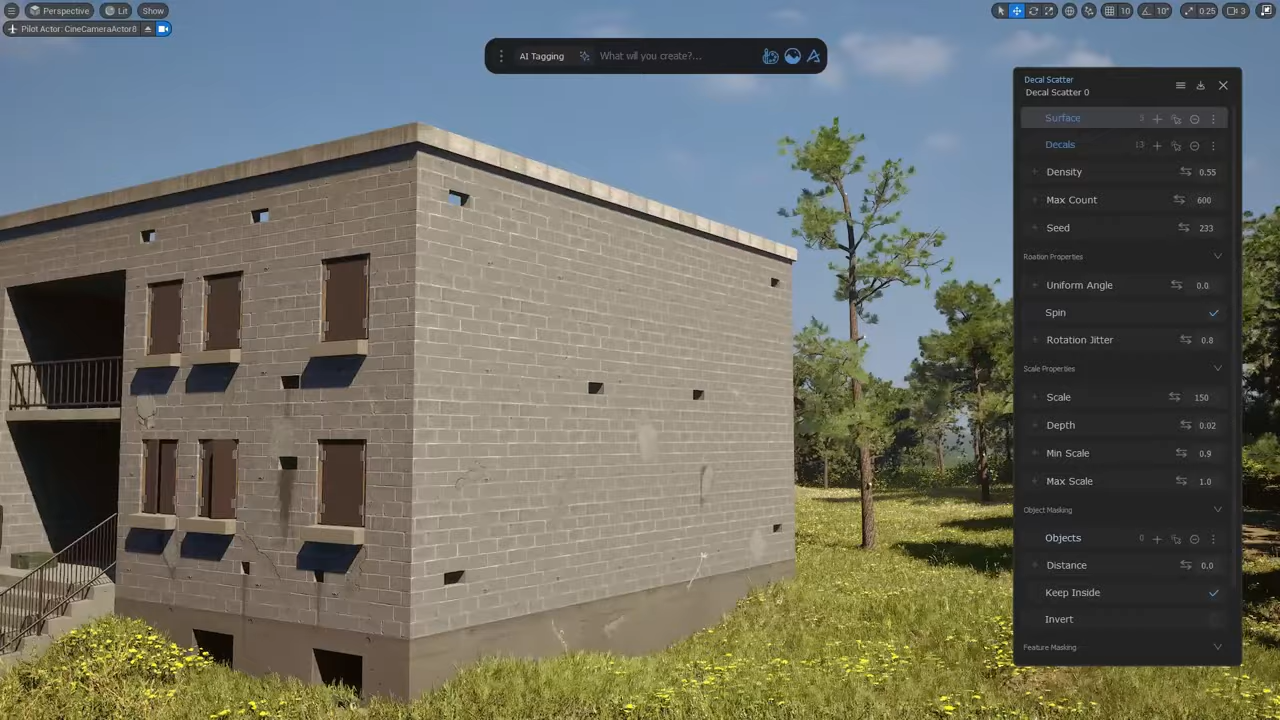 Perspective
Lit
Show
10
10°
0.25
3
Pilot Actor: CineCameraActor8
AI Tagging
What will you create?...
Decal Scatter
Decal Scatter 0
Surface 3
Decals 13
Density 0.55
Max Count 600
Seed 233
Roation Properties
Uniform Angle 0.0
Spin
Rotation Jitter 0.8
Scale Properties
Scale 150
Depth 0.02
Min Scale 0.9
Max Scale 1.0
Object Masking
Objects 0
Distance 0.0
Keep Inside
Invert
Feature Masking